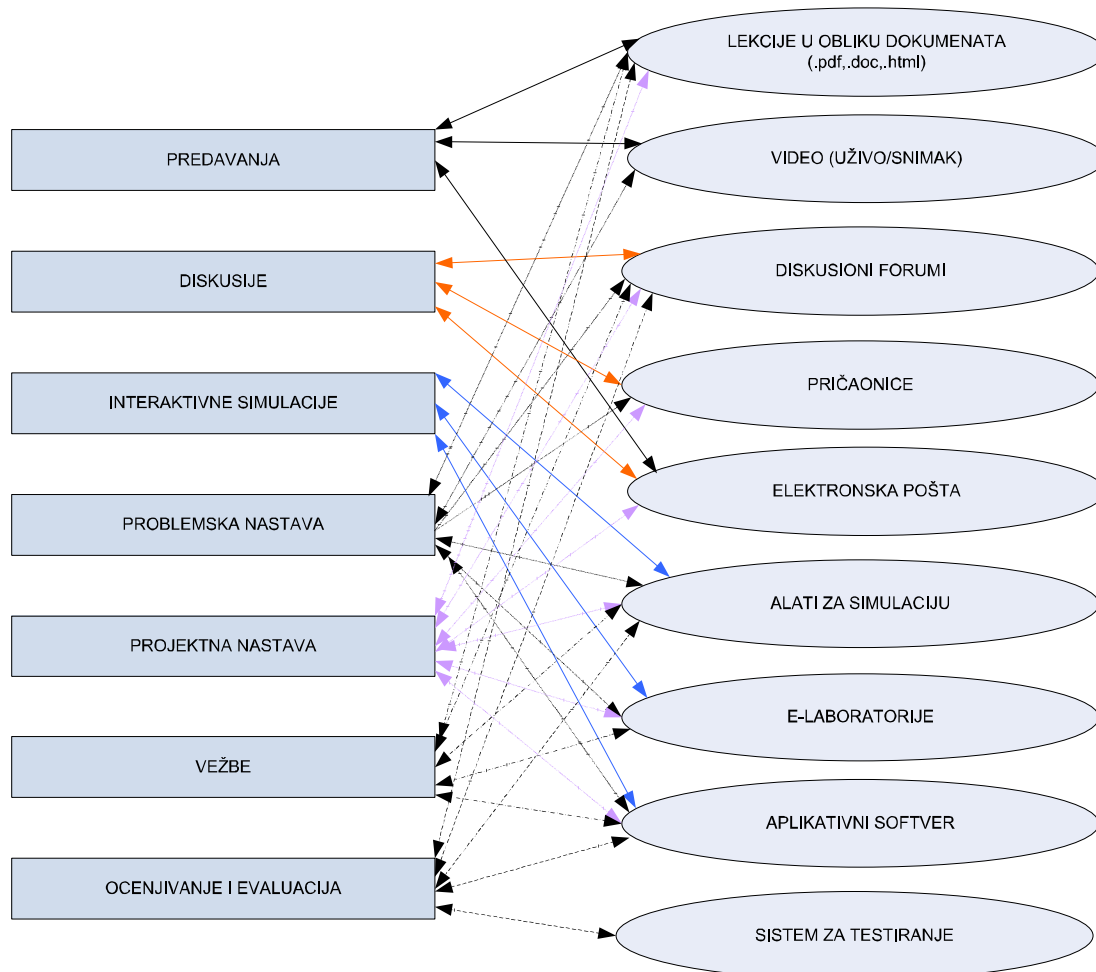 LEKCIJE U OBLIKU DOKUMENATA
(.pdf,.doc,.html)
PREDAVANJA
VIDEO (UŽIVO/SNIMAK)
DISKUSIJE
DISKUSIONI FORUMI
INTERAKTIVNE SIMULACIJE
PRIČAONICE
PROBLEMSKA NASTAVA
ELEKTRONSKA POŠTA
ALATI ZA SIMULACIJU
PROJEKTNA NASTAVA
E-LABORATORIJE
VEŽBE
APLIKATIVNI SOFTVER
OCENJIVANJE I EVALUACIJA
SISTEM ZA TESTIRANJE